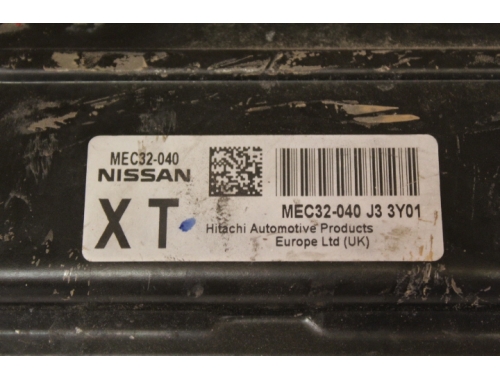 MEC32-040
NISSAN
XT
MEC32-040 J3 3Y01
Hitachi Automotive Products
Europe Ltd (UK)